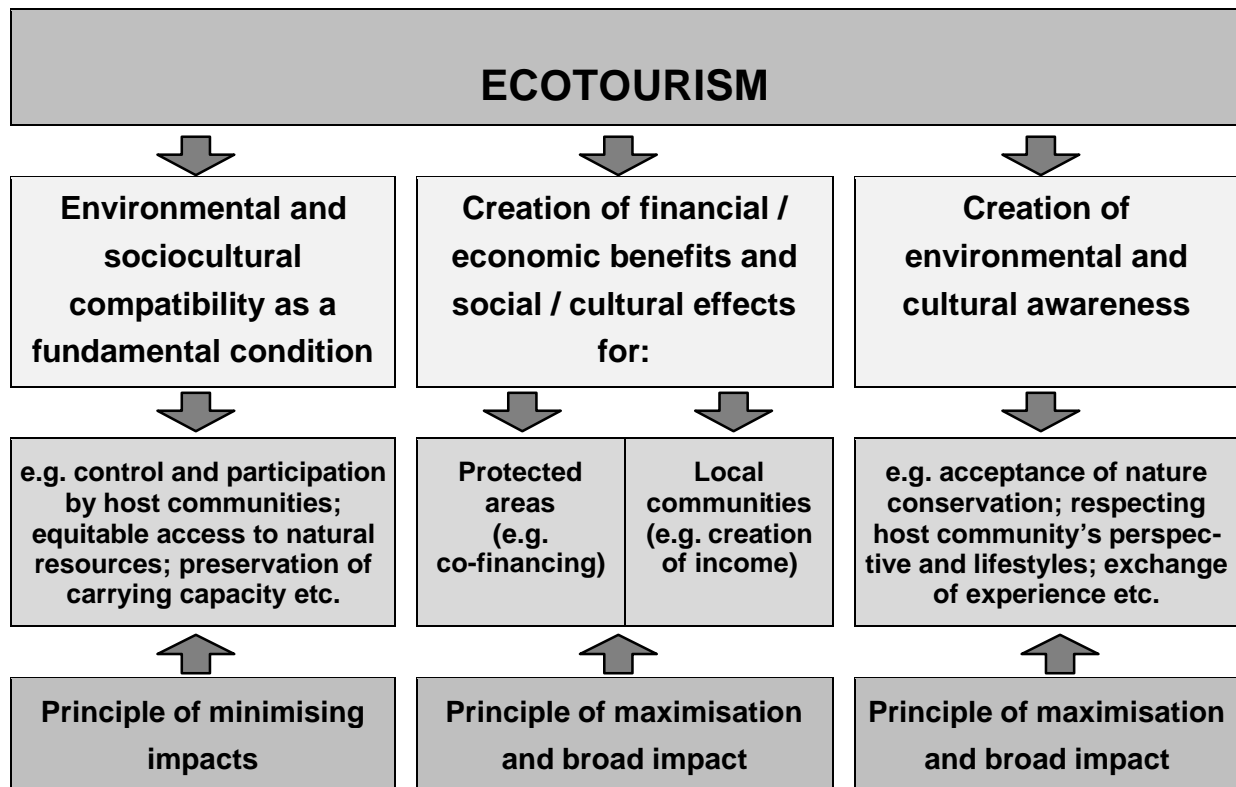 ECOTOURISM
Environmental and
sociocultural
compatibility as a
fundamental condition
Creation of financial /
economic benefits and
social / cultural effects
for:
Creation of
environmental and
cultural awareness
e.g. control and participation
by host communities;
equitable access to natural
resources; preservation of
carrying capacity etc.
Protected
areas
(e.g.
co-financing)
Local
communities
(e.g. creation
of income)
e.g. acceptance of nature
conservation; respecting
host community's perspec-
tive and lifestyles; exchange
of experience etc.
Principle of minimising
impacts
Principle of maximisation
and broad impact
Principle of maximisation
and broad impact